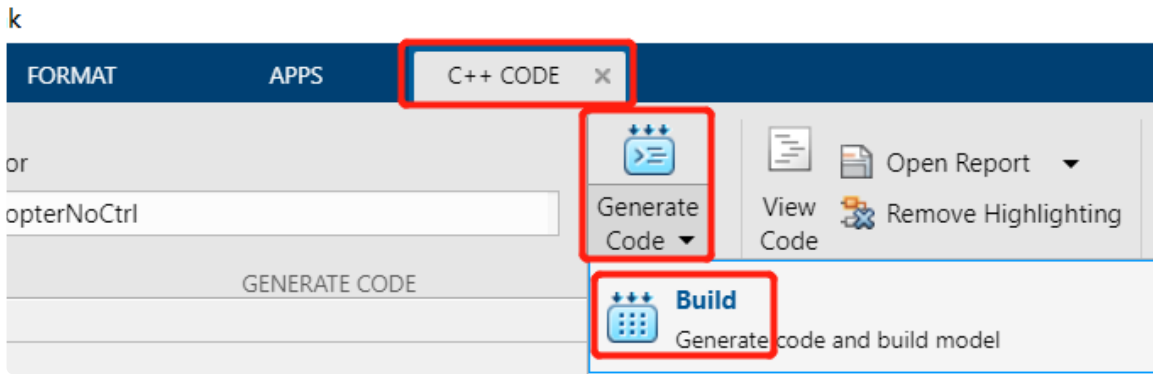 k
FORMAT APPS C++ CODE ×
or
opterNoCtrl
Generate
Code
View
Code
Open Report
Remove Highlighting
GENERATE CODE
Build
Generate code and build model